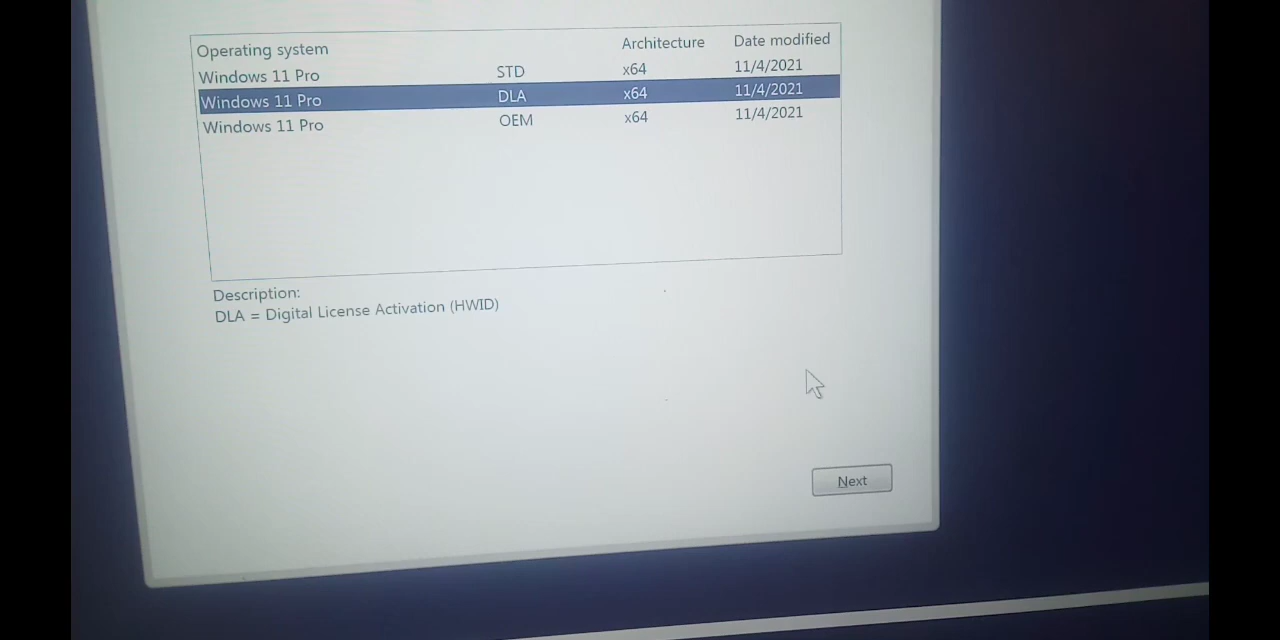 Operating system Architecture Date modified
Windows 11 Pro STD x64 11/4/2021
Windows 11 Pro DLA x64 11/4/2021
Windows 11 Pro OEM x64 11/4/2021
Description:
DLA = Digital License Activation (HWID)
Next